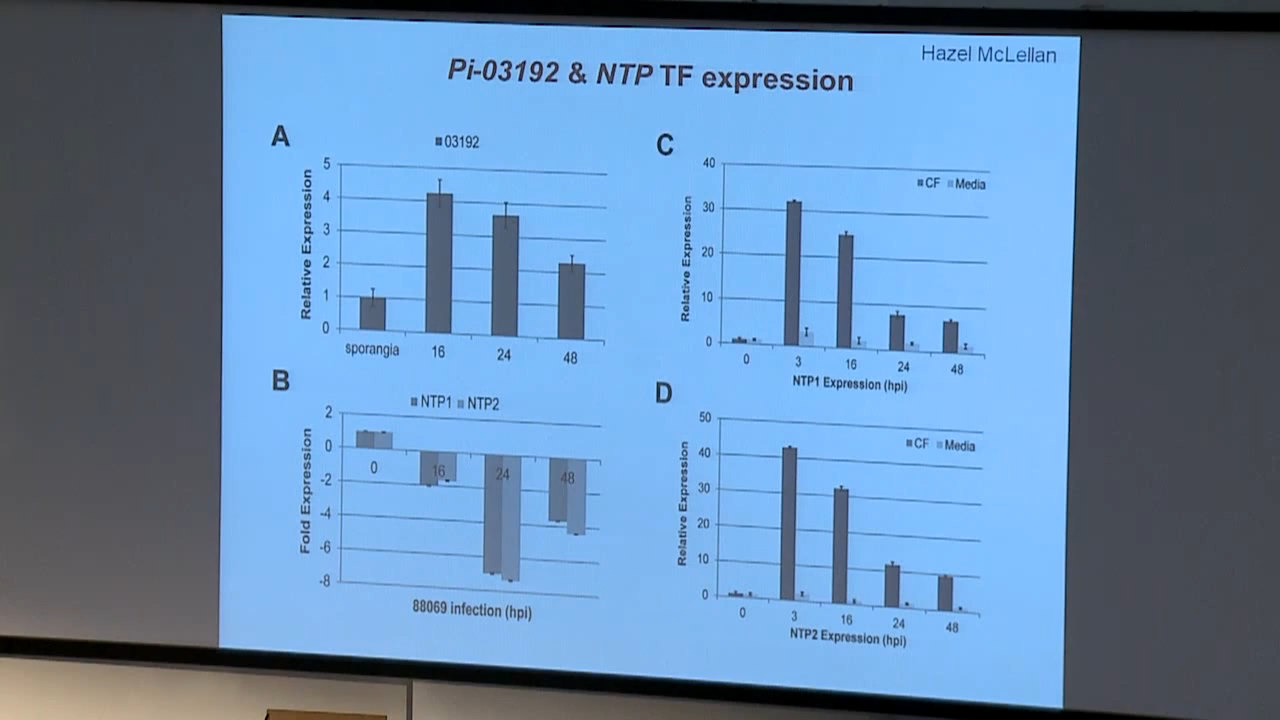 Hazel McLellan
Pi-03192 & NTP TF expression
A
03192
Relative Expression
5
4
3
2
1
0
sporangia 16 24 48
B
NTP1 NTP2
Fold Expression
2
0
-2
-4
-6
-8
0 16 24 48
88069 infection (hpi)
C
CF Media
Relative Expression
40
30
20
10
0
0 3 16 24 48
NTP1 Expression (hpi)
D
CF Media
Relative Expression
50
40
30
20
10
0
0 3 16 24 48
NTP2 Expression (hpi)